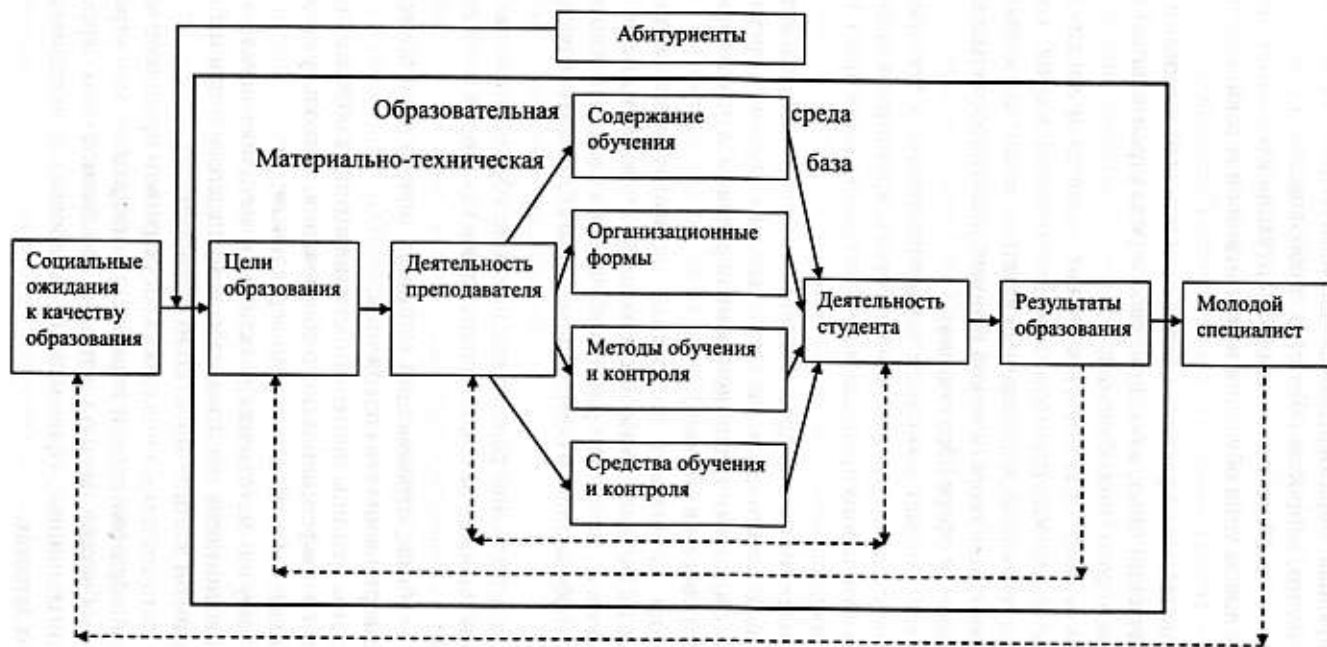 Абитуриенты
Образовательная
среда
Материально-техническая
база
Содержание
обучения
Организационные
формы
Методы обучения
и контроля
Средства обучения
и контроля
Социальные
ожидания
к качеству
образования
Цели
образования
Деятельность
преподавателя
Деятельность
студента
Результаты
образования
Молодой
специалист